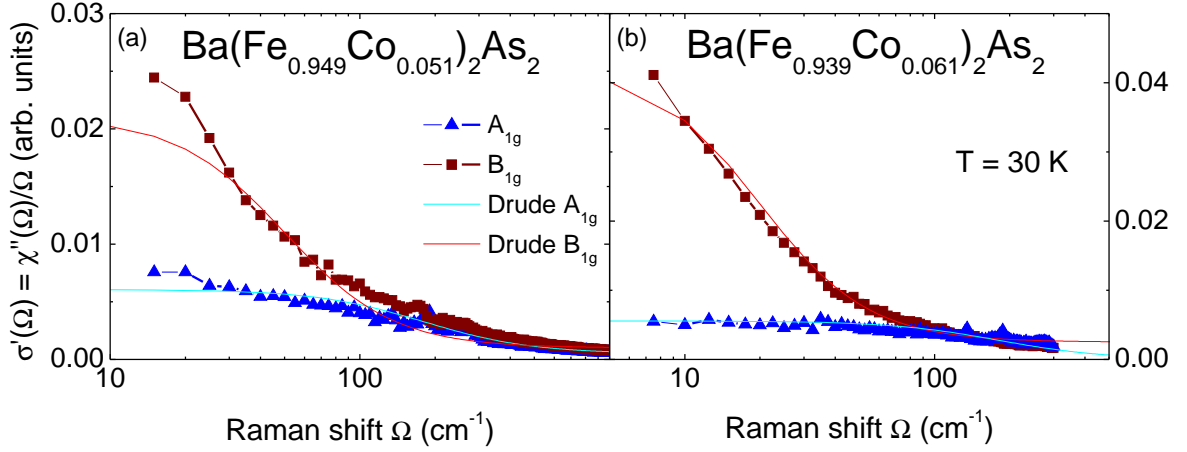 (a) Ba(Fe₀.₉₄₉Co₀.₀₅₁)₂As₂
(b) Ba(Fe₀.₉₃₉Co₀.₀₆₁)₂As₂
0.03
0.02
0.01
0.00
σ'(Ω) = χ''(Ω)/Ω (arb. units)
A₁g
B₁g
Drude A₁g
Drude B₁g
T = 30 K
0.04
0.02
0.00
10 100
10 100
Raman shift Ω (cm⁻¹)
Raman shift Ω (cm⁻¹)